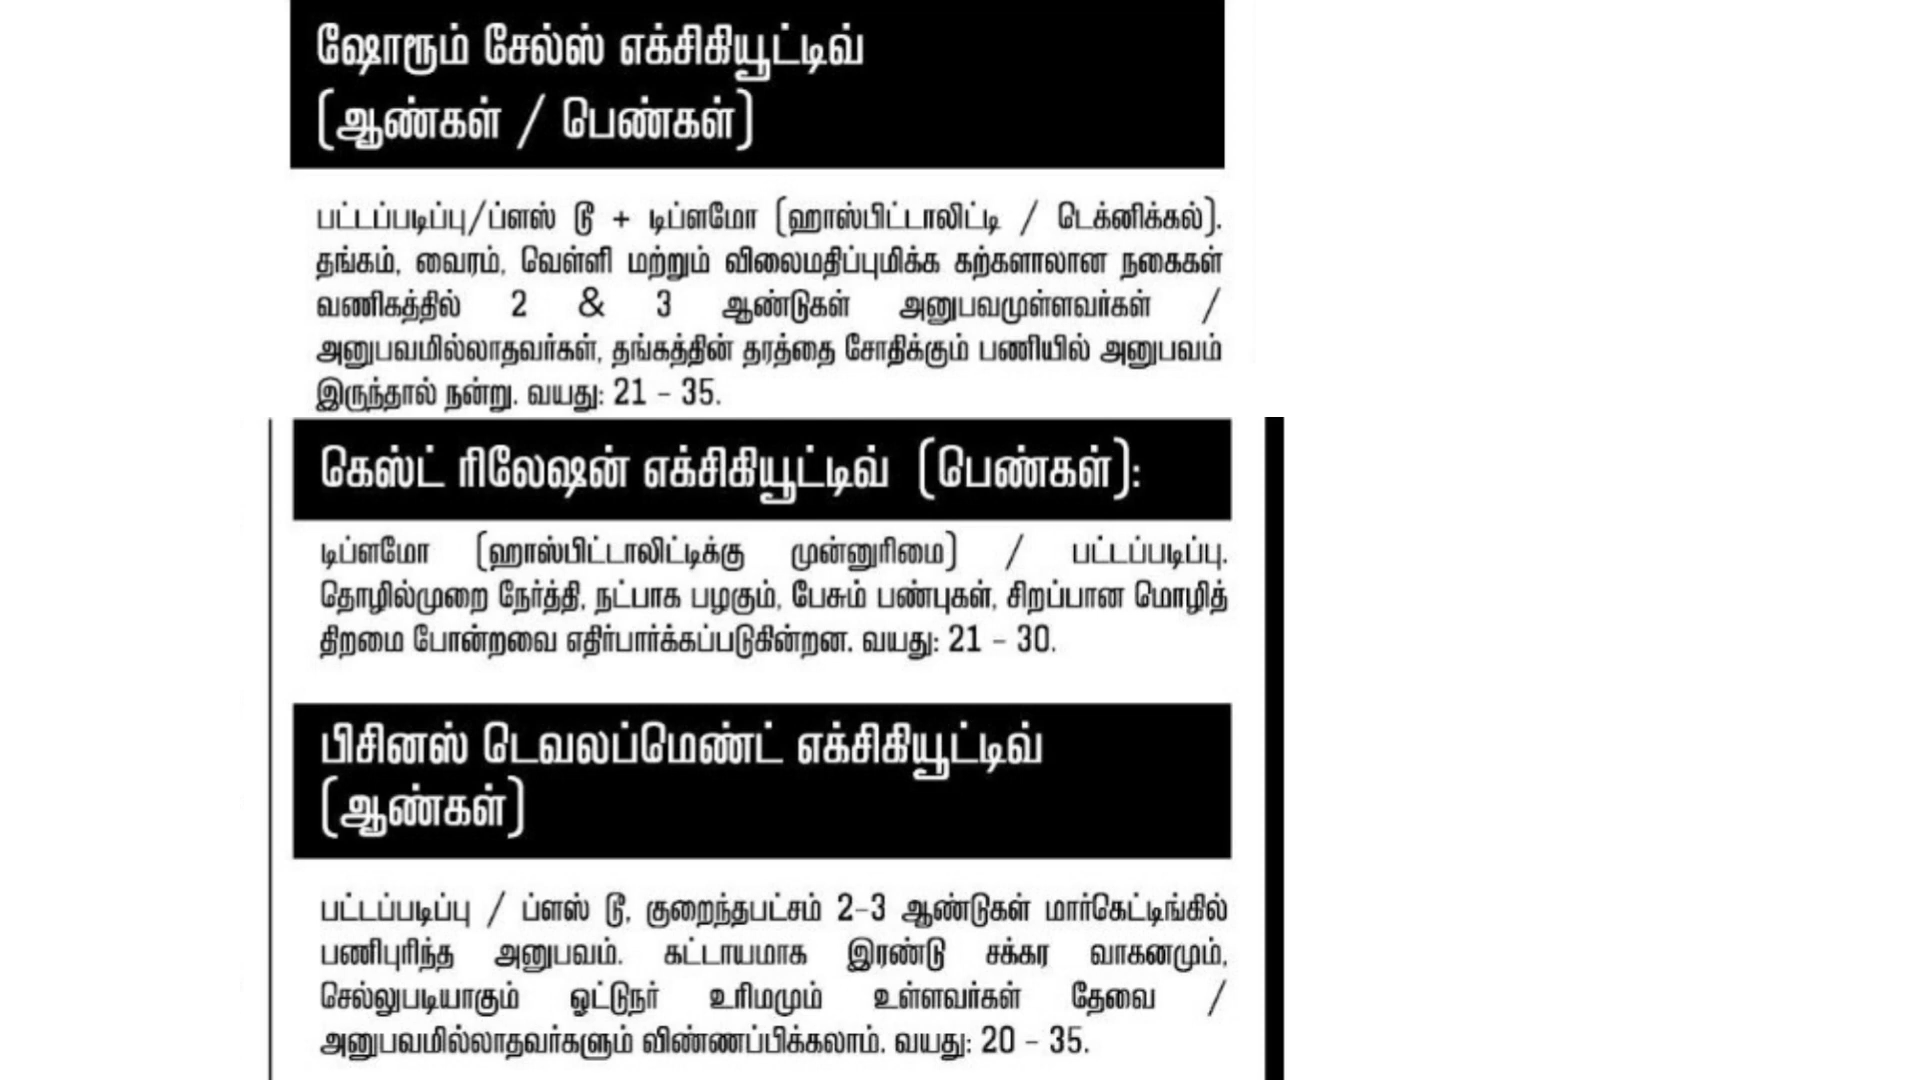 ஷோரூம் சேல்ஸ் எக்சிகியூட்டிவ்
(ஆண்கள் / பெண்கள்)
பட்டப்படிப்பு/ப்ளஸ் டூ + டிப்ளமோ (ஹாஸ்பிட்டாலிட்டி / டெக்னிக்கல்).
தங்கம், வைரம், வெள்ளி மற்றும் விலைமதிப்புமிக்க கற்களாலான நகைகள்
வணிகத்தில் 2 & 3 ஆண்டுகள் அனுபவமுள்ளவர்கள் /
அனுபவமில்லாதவர்கள், தங்கத்தின் தரத்தை சோதிக்கும் பணியில் அனுபவம்
இருந்தால் நன்று. வயது: 21 – 35.
கெஸ்ட் ரிலேஷன் எக்சிகியூட்டிவ் (பெண்கள்):
டிப்ளமோ (ஹாஸ்பிட்டாலிட்டிக்கு முன்னுரிமை) / பட்டப்படிப்பு.
தொழில்முறை நேர்த்தி, நட்பாக பழகும், பேசும் பண்புகள், சிறப்பான மொழித்
திறமை போன்றவை எதிர்பார்க்கப்படுகின்றன. வயது: 21 – 30.
பிசினஸ் டெவலப்மெண்ட் எக்சிகியூட்டிவ்
(ஆண்கள்)
பட்டப்படிப்பு / ப்ளஸ் டூ, குறைந்தபட்சம் 2–3 ஆண்டுகள் மார்கெட்டிங்கில்
பணிபுரிந்த அனுபவம். கட்டாயமாக இரண்டு சக்கர வாகனமும்,
செல்லுபடியாகும் ஓட்டுநர் உரிமமும் உள்ளவர்கள் தேவை /
அனுபவமில்லாதவர்களும் விண்ணப்பிக்கலாம். வயது: 20 – 35.